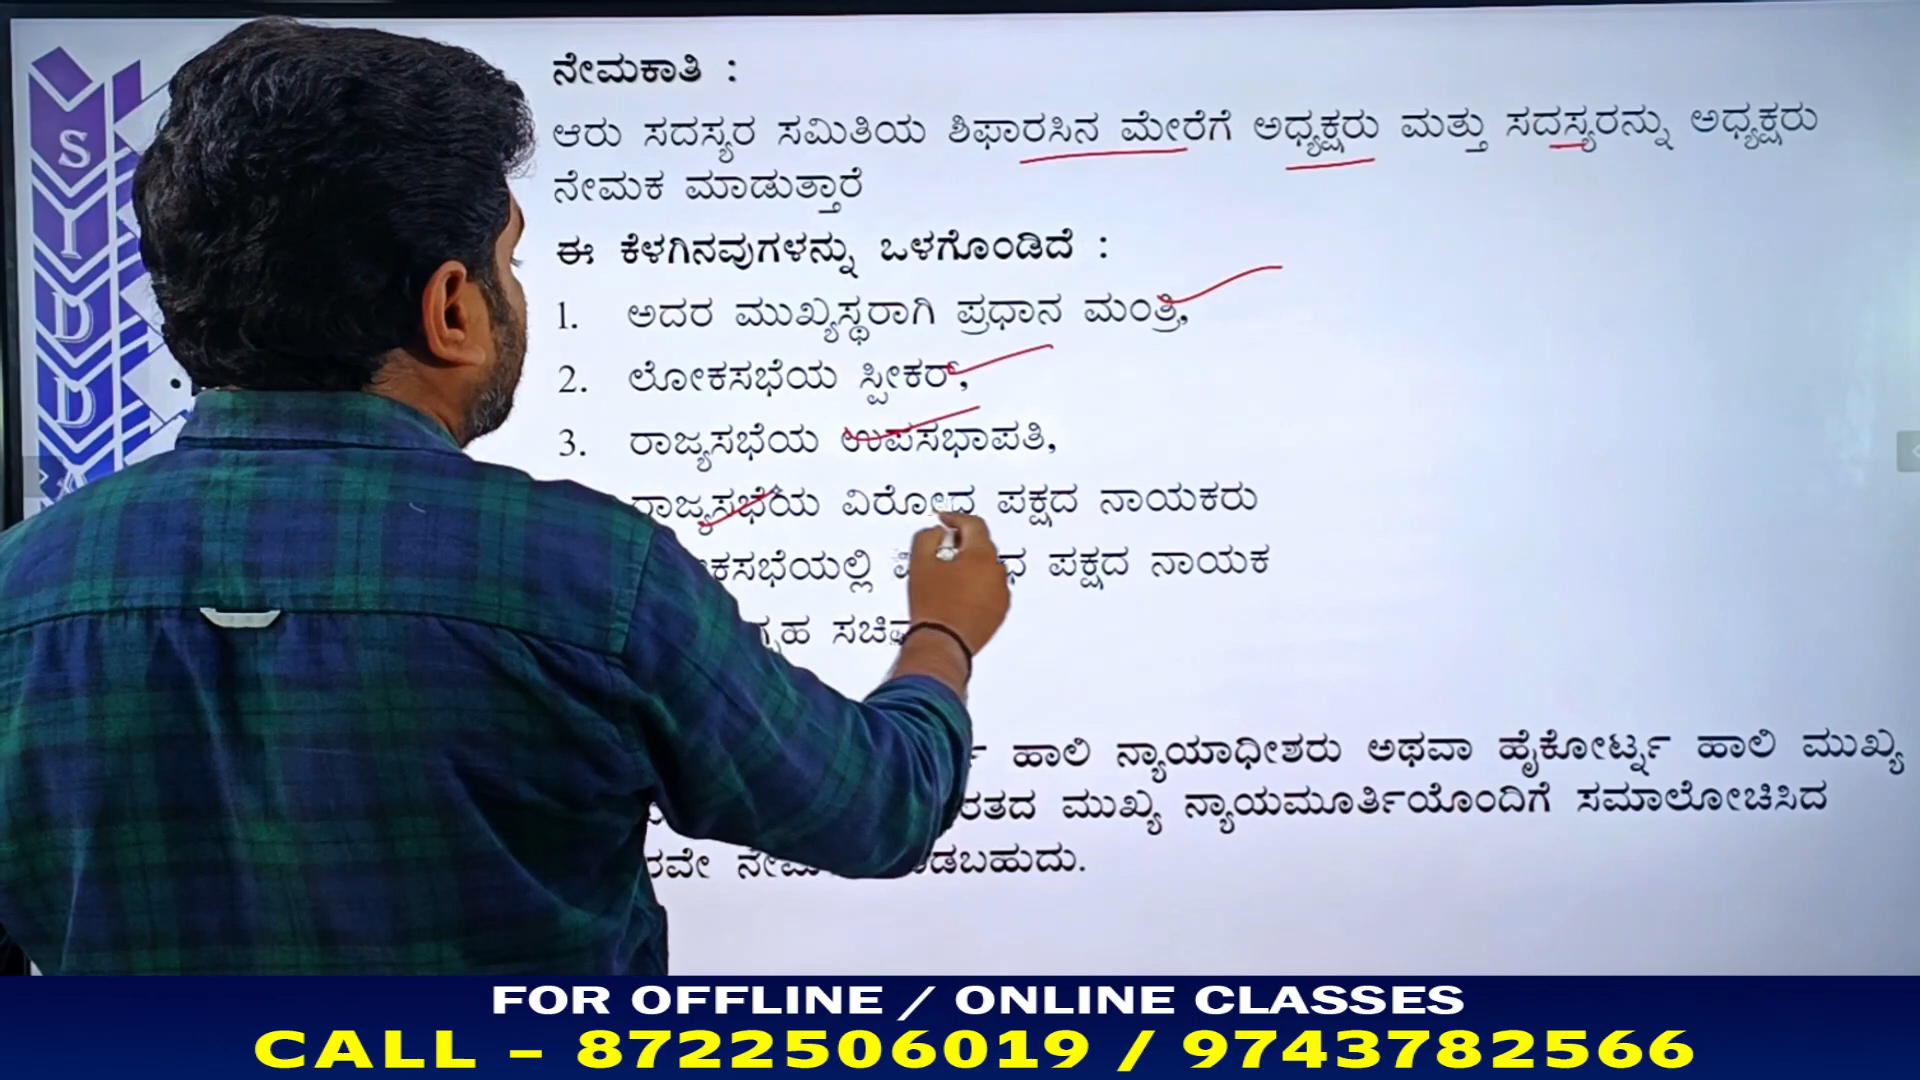 ನೇಮಕಾತಿ :
ಆರು ಸದಸ್ಯರ ಸಮಿತಿಯ ಶಿಫಾರಸಿನ ಮೇರೆಗೆ ಅಧ್ಯಕ್ಷರು ಮತ್ತು ಸದಸ್ಯರನ್ನು ಅಧ್ಯಕ್ಷರು
ನೇಮಕ ಮಾಡುತ್ತಾರೆ
ಈ ಕೆಳಗಿನವುಗಳನ್ನು ಒಳಗೊಂಡಿದೆ :
1. ಅದರ ಮುಖ್ಯಸ್ಥರಾಗಿ ಪ್ರಧಾನ ಮಂತ್ರಿ,
2. ಲೋಕಸಭೆಯ ಸ್ಪೀಕರ್,
3. ರಾಜ್ಯಸಭೆಯ ಉಪಸಭಾಪತಿ,
ರಾಜ್ಯಸಭೆಯ ವಿರೋಧ ಪಕ್ಷದ ನಾಯಕರು
ಪಕ್ಷದ ನಾಯಕ
ಹಾಲಿ ನ್ಯಾಯಾಧೀಶರು ಅಥವಾ ಹೈಕೋರ್ಟ್ನ ಹಾಲಿ ಮುಖ್ಯ
ಮುಖ್ಯ ನ್ಯಾಯಮೂರ್ತಿಯೊಂದಿಗೆ ಸಮಾಲೋಚಿಸಿದ
FOR OFFLINE / ONLINE CLASSES
CALL – 8722506019 / 9743782566